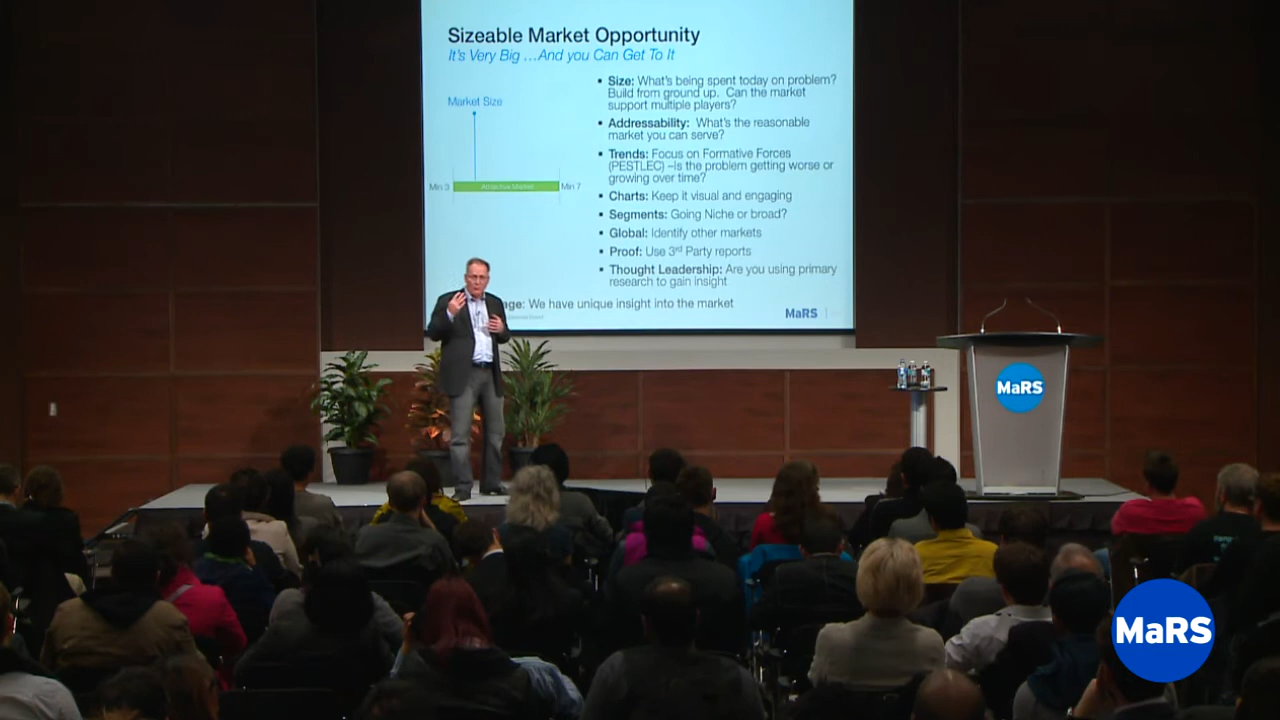 Sizeable Market Opportunity
It's Very Big ...And you Can Get To It
Market Size
Min 3
Attractive Market
Min 7
▪ Size: What's being spent today on problem?
Build from ground up. Can the market
support multiple players?
▪ Addressability: What's the reasonable
market you can serve?
▪ Trends: Focus on Formative Forces
(PESTLEC) –is the problem getting worse or
growing over time?
▪ Charts: Keep it visual and engaging
▪ Segments: Going Niche or broad?
▪ Global: Identify other markets
▪ Proof: Use 3rd Party reports
▪ Thought Leadership: Are you using primary
research to gain insight
age: We have unique insight into the market
MaRS
MaRS
MaRS